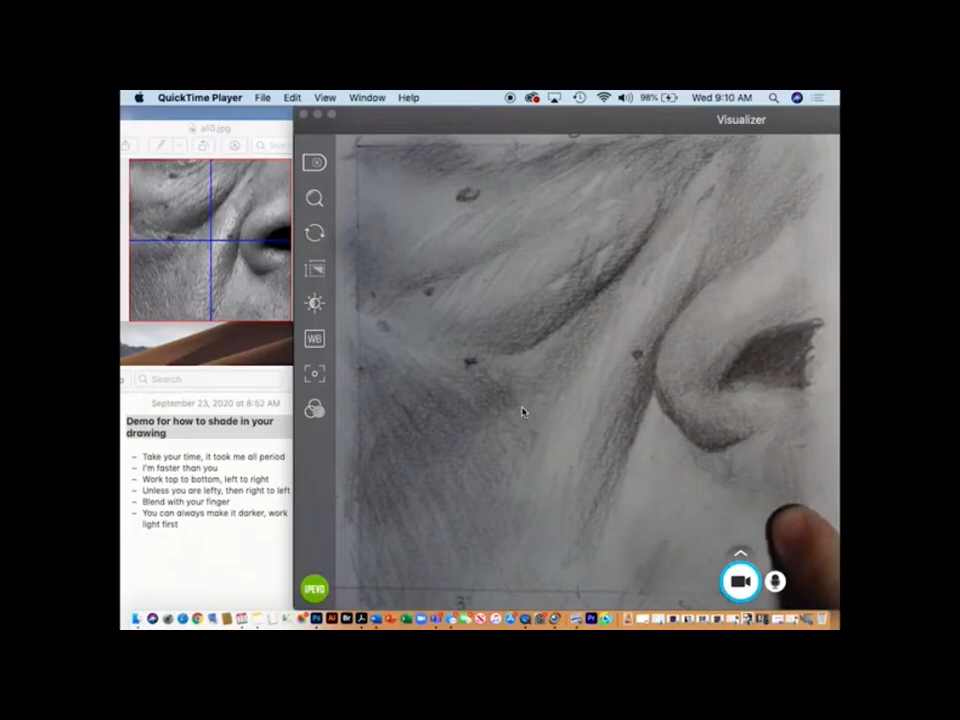 QuickTime Player File Edit View Window Help 98% Wed 9:10 AM
Visualizer
a10.jpg
WB
Search
September 23, 2020 at 8:52 AM
Demo for how to shade in your
drawing
– Take your time, it took me all period
– I'm faster than you
– Work top to bottom, left to right
– Unless you are lefty, then right to left
– Blend with your finger
– You can always make it darker, work
light first
IPEVO